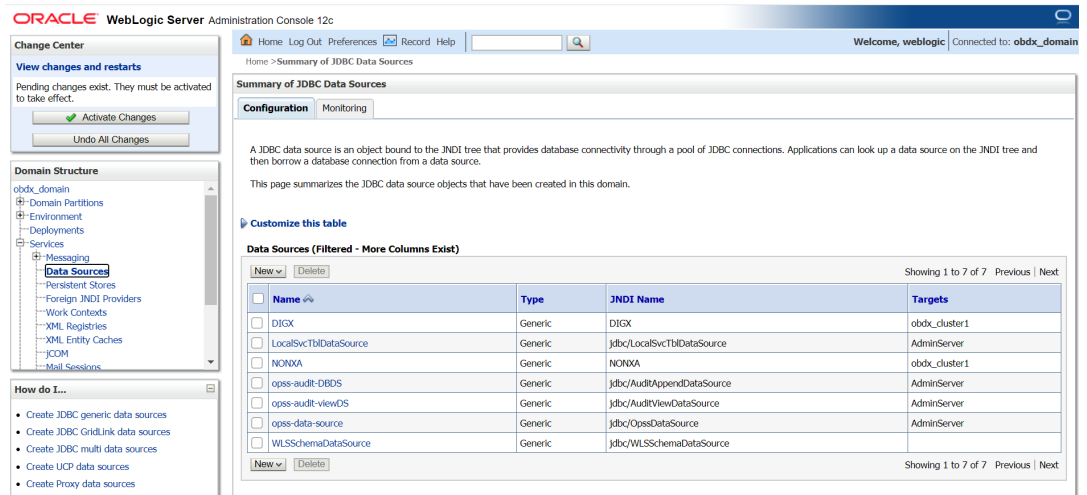 ORACLE WebLogic Server Administration Console 12c
Change Center
View changes and restarts
Pending changes exist. They must be activated
to take effect.
Activate Changes
Undo All Changes
Domain Structure
obdx_domain
Domain Partitions
Environment
Deployments
Services
Messaging
Data Sources
Persistent Stores
Foreign JNDI Providers
Work Contexts
XML Registries
XML Entity Caches
jCOM
Mail Sessions
How do I...
Create JDBC generic data sources
Create JDBC GridLink data sources
Create JDBC multi data sources
Create UCP data sources
Create Proxy data sources
Home Log Out Preferences Record Help
Welcome, weblogic Connected to: obdx_domain
Home >Summary of JDBC Data Sources
Summary of JDBC Data Sources
Configuration Monitoring
A JDBC data source is an object bound to the JNDI tree that provides database connectivity through a pool of JDBC connections. Applications can look up a data source on the JNDI tree and
then borrow a database connection from a data source.
This page summarizes the JDBC data source objects that have been created in this domain.
Customize this table
Data Sources (Filtered - More Columns Exist)
New Delete Showing 1 to 7 of 7 Previous | Next
Name Type JNDI Name Targets
DIGX Generic DIGX obdx_cluster1
LocalSvcTblDataSource Generic jdbc/LocalSvcTblDataSource AdminServer
NONXA Generic NONXA obdx_cluster1
opss-audit-DBDS Generic jdbc/AuditAppendDataSource AdminServer
opss-audit-viewDS Generic jdbc/AuditViewDataSource AdminServer
opss-data-source Generic jdbc/OpssDataSource AdminServer
WLSSchemaDataSource Generic jdbc/WLSSchemaDataSource
New Delete Showing 1 to 7 of 7 Previous | Next